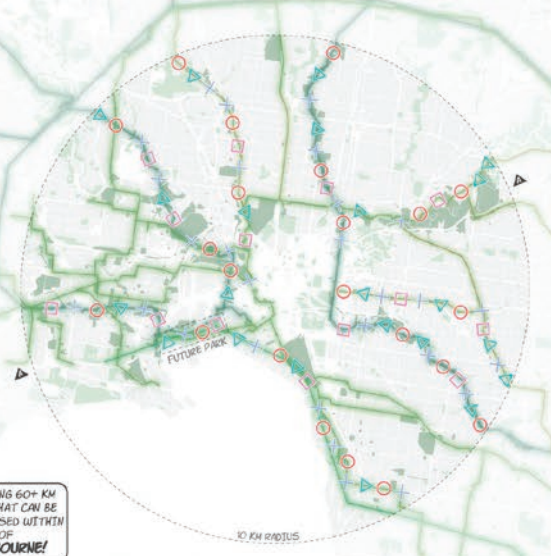 FUTURE PARK
NG 60+ KM
HAT CAN BE
SED WITHIN
OF
OURNE!
10 KM RADIUS